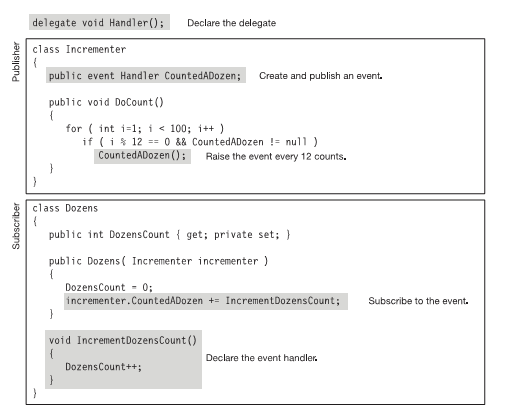 delegate void Handler(); Declare the delegate
Publisher
class Incrementer
{
public event Handler CountedADozen; Create and publish an event.
public void DoCount()
{
for ( int i=1; i < 100; i++ )
if ( i % 12 == 0 && CountedADozen != null )
CountedADozen(); Raise the event every 12 counts.
}
}
Subscriber
class Dozens
{
public int DozensCount { get; private set; }
public Dozens( Incrementer incrementer )
{
DozensCount = 0;
incrementer.CountedADozen += IncrementDozensCount; Subscribe to the event.
}
void IncrementDozensCount()
{
Declare the event handler.
DozensCount++;
}
}